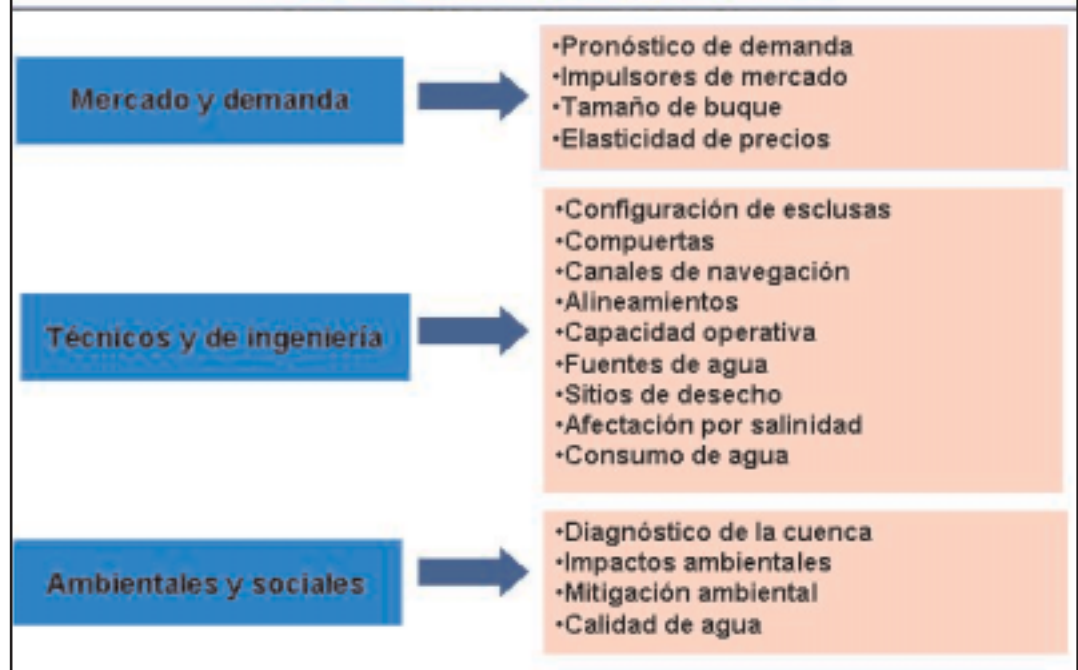 Mercado y demanda
•Pronóstico de demanda
•Impulsores de mercado
•Tamaño de buque
•Elasticidad de precios
Técnicos y de ingeniería
•Configuración de esclusas
•Compuertas
•Canales de navegación
•Alineamientos
•Capacidad operativa
•Fuentes de agua
•Sitios de desecho
•Afectación por salinidad
•Consumo de agua
Ambientales y sociales
•Diagnóstico de la cuenca
•Impactos ambientales
•Mitigación ambiental
•Calidad de agua